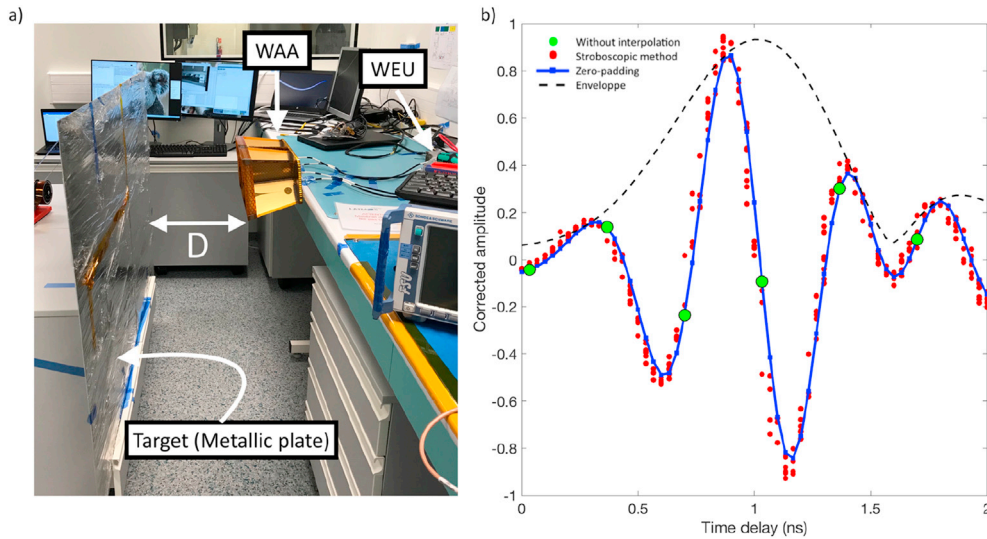 a)
WAA
WEU
D
Target (Metallic plate)
b)
Without interpolation
Stroboscopic method
Zero-padding
Enveloppe
Corrected amplitude
1
0.8
0.6
0.4
0.2
0
-0.2
-0.4
-0.6
-0.8
-1
0 0.5 1 1.5 2
Time delay (ns)